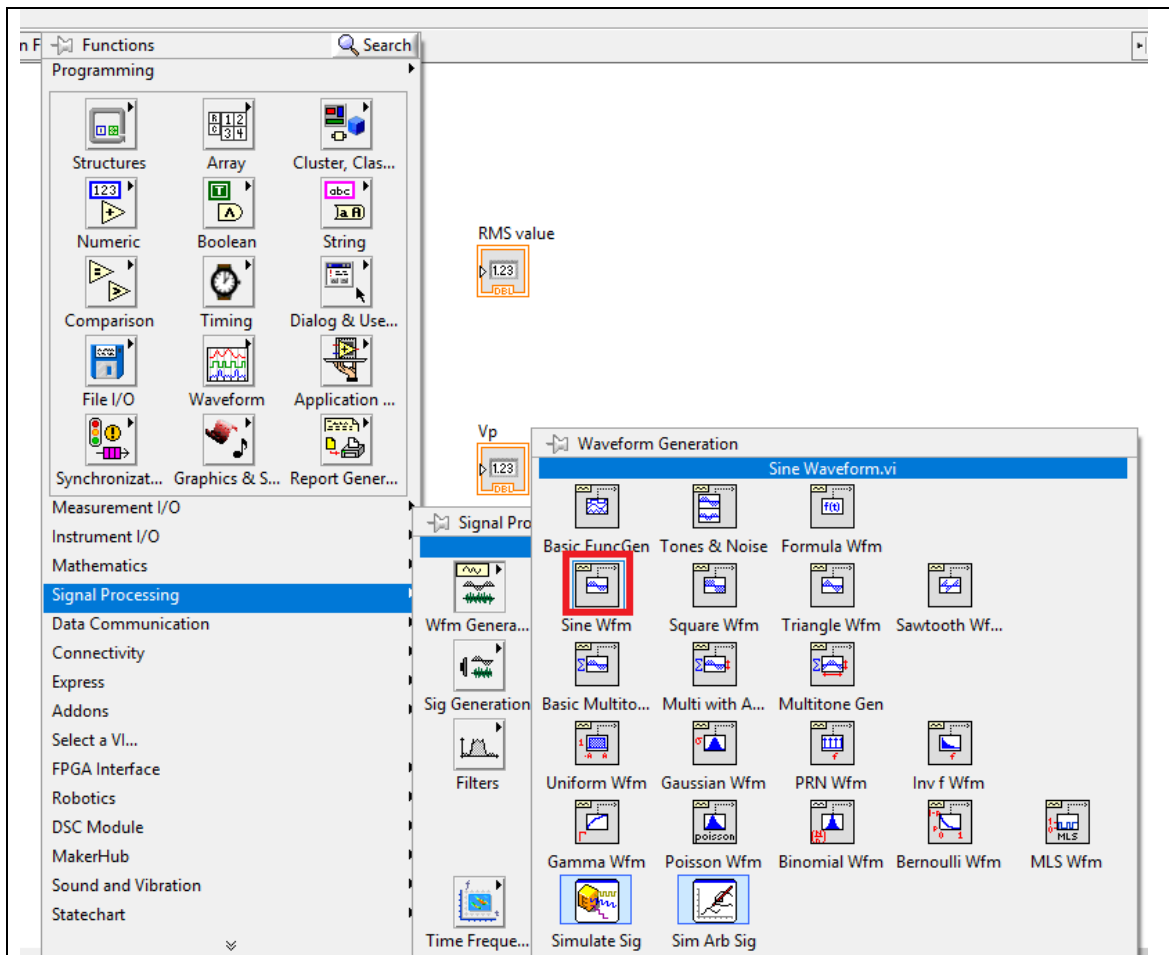 n F
Functions
Search
Programming
Structures
Array
Cluster, Clas...
Numeric
Boolean
String
Comparison
Timing
Dialog & Use...
File I/O
Waveform
Application ...
Synchronizat...
Graphics & S...
Report Gener...
Measurement I/O
Instrument I/O
Mathematics
Signal Processing
Data Communication
Connectivity
Express
Addons
Select a VI...
FPGA Interface
Robotics
DSC Module
MakerHub
Sound and Vibration
Statechart
RMS value
1.23
DBL
Vp
1.23
DBL
Signal Pro
Wfm Genera...
Sig Generation
Filters
Time Freque...
Waveform Generation
Sine Waveform.vi
Basic FuncGen
Tones & Noise
Formula Wfm
Sine Wfm
Square Wfm
Triangle Wfm
Sawtooth Wf...
Basic Multito...
Multi with A...
Multitone Gen
Uniform Wfm
Gaussian Wfm
PRN Wfm
Inv f Wfm
Gamma Wfm
Poisson Wfm
Binomial Wfm
Bernoulli Wfm
MLS Wfm
Simulate Sig
Sim Arb Sig